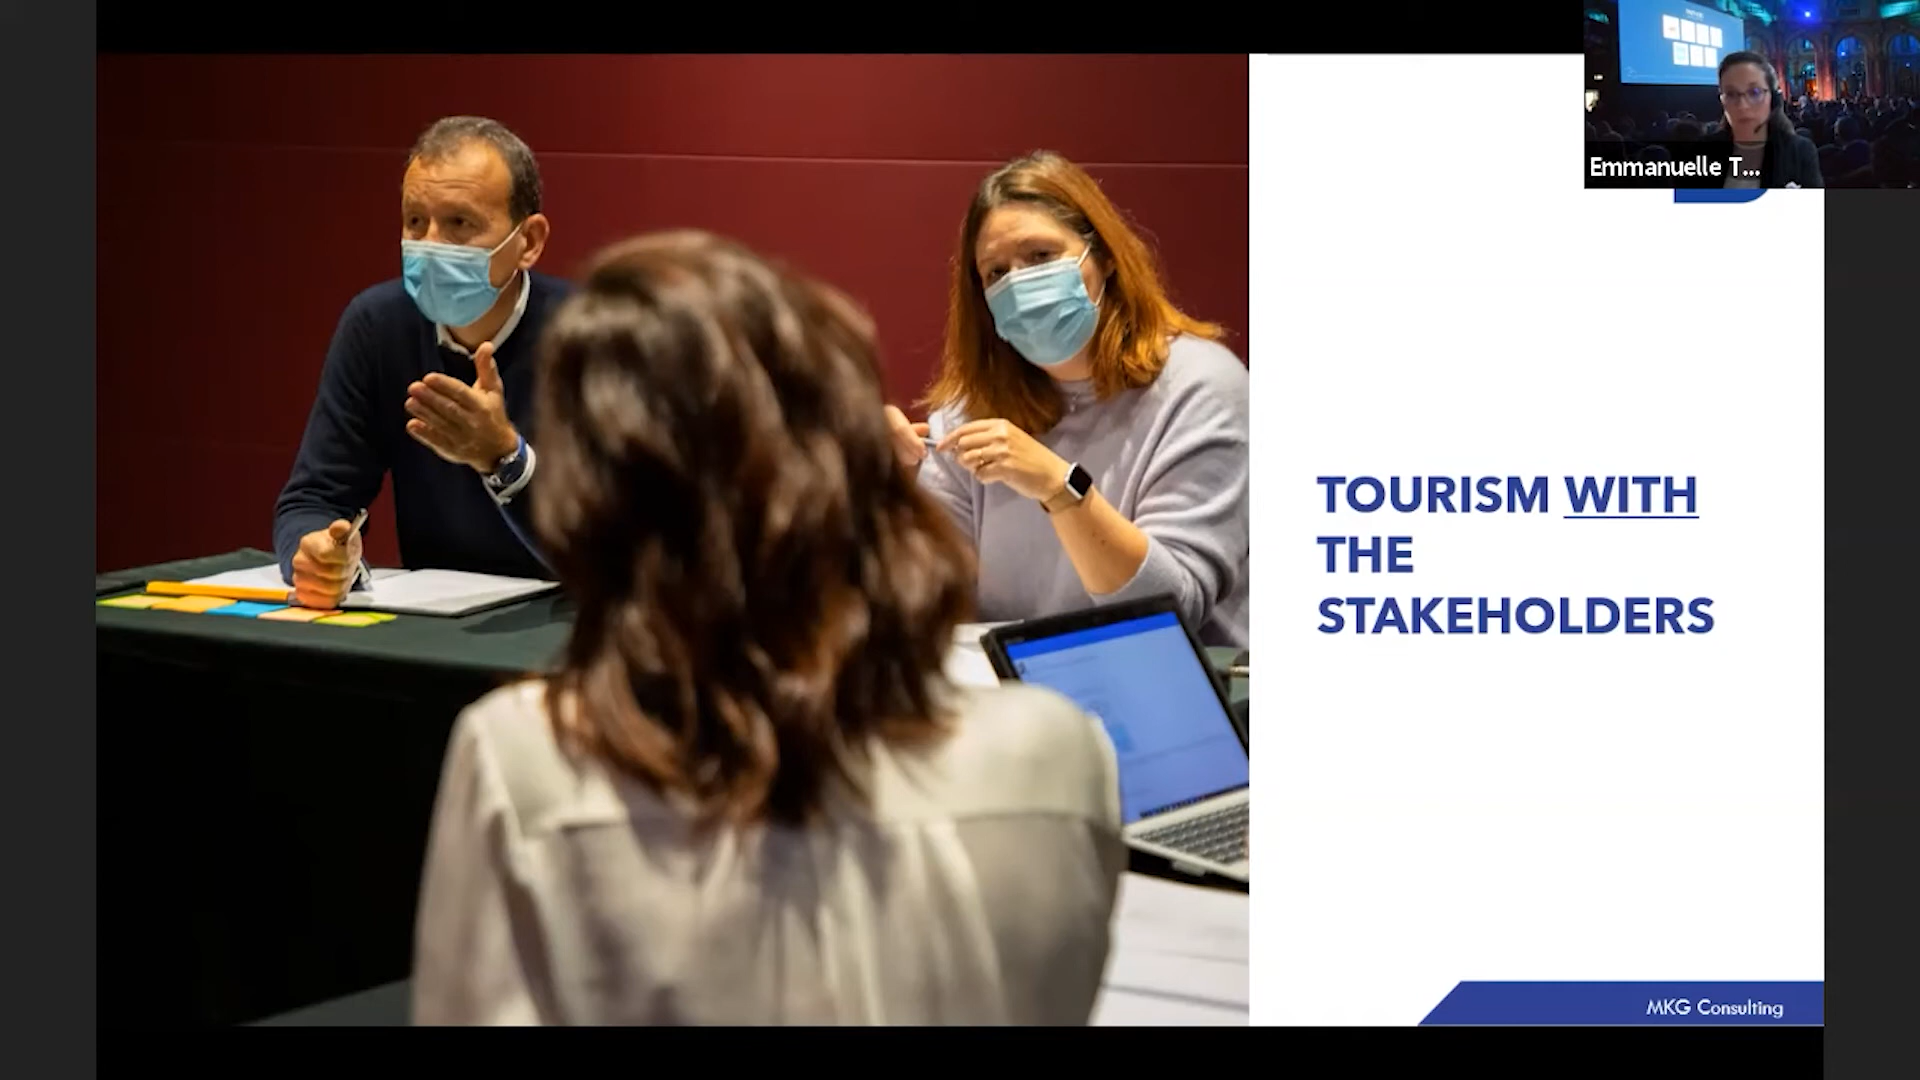 Emmanuelle T...
TOURISM WITH
THE
STAKEHOLDERS
MKG Consulting